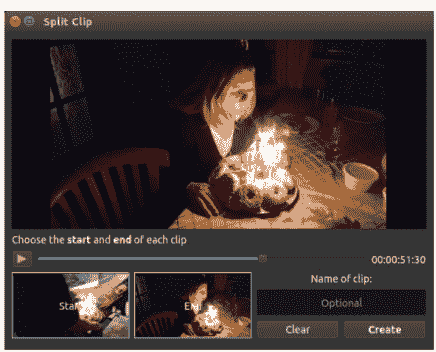 Split Clip
Choose the start and end of each clip
00:00:51:30
Name of clip:
Start
End
Optional
Clear
Create